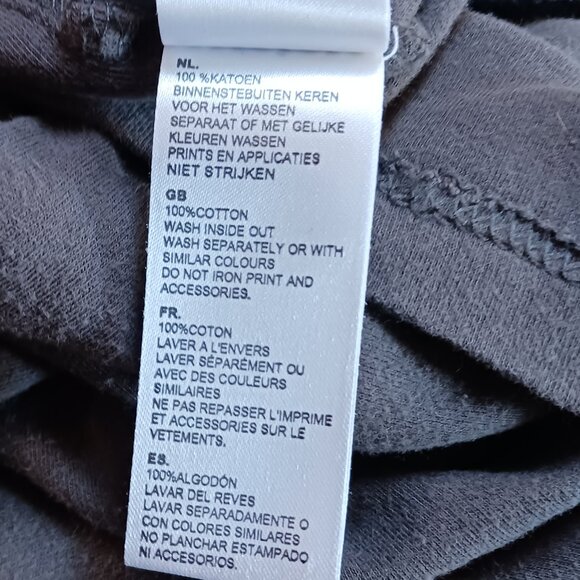 NL.
100 %KATOEN
BINNENSTEBUITEN KEREN
VOOR HET WASSEN
SEPARAAT OF MET GELIJKE
KLEUREN WASSEN
PRINTS EN APPLICATIES
NIET STRIJKEN
GB
100%COTTON
WASH INSIDE OUT
WASH SEPARATELY OR WITH
SIMILAR COLOURS
DO NOT IRON PRINT AND
ACCESSORIES.
FR.
100%COTON
LAVER A L'ENVERS
LAVER SÉPARÉMENT OU
AVEC DES COULEURS
SIMILAIRES
NE PAS REPASSER L'IMPRIME
ET ACCESSORIES SUR LE
VETEMENTS.
ES.
100%ALGODÓN
LAVAR DEL REVES
LAVAR SEPARADAMENTE O
CON COLORES SIMILARES
NO PLANCHAR ESTAMPADO
NI ACCESORIOS.